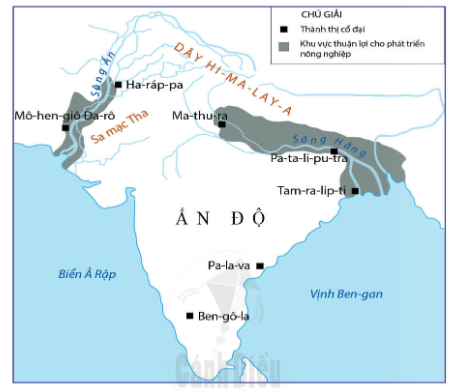 CHÚ GIẢI
Thành thị cổ đại
Khu vực thuận lợi cho phát triển
nông nghiệp
DÃY HI-MA-LAY-A
Sông Ấn
Ha-ráp-pa
Mô-hen-giô Đa-rô
Sa mạc Tha
Ma-thu-ra
Sông Hằng
Pa-ta-li-pu-tra
Tam-ra-lip-ti
ẤN ĐỘ
Biển Ả Rập
Pa-la-va
Vịnh Ben-gan
Ben-gô-la
Cánh Diều